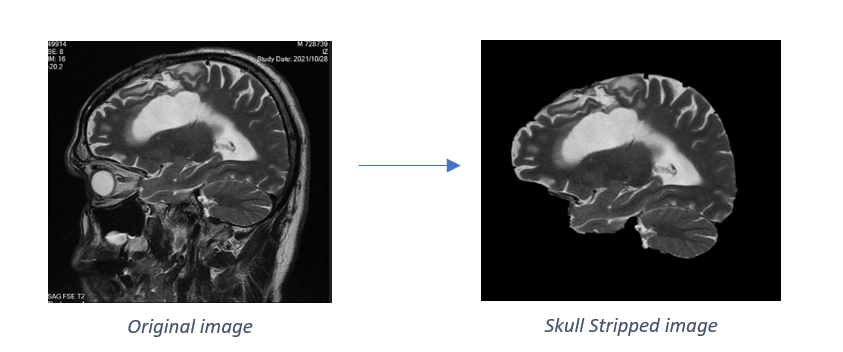 49914
SE: 8
IM: 16
-20.2
M 728739
IZ
Study Date: 2021/10/28
SAG FSE T2
Original image
Skull Stripped image